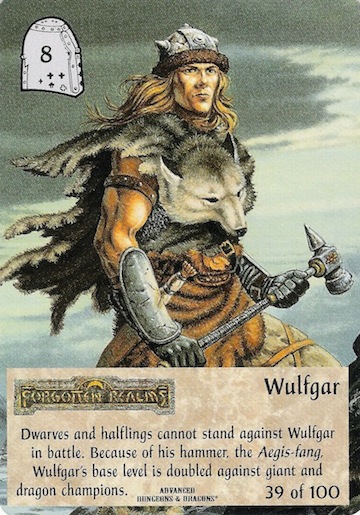 8
Wulfgar
FORGOTTEN REALMS
Dwarves and halflings cannot stand against Wulfgar
in battle. Because of his hammer, the Aegis-fang,
Wulfgar's base level is doubled against giant and
dragon champions.
ADVANCED
DUNGEONS & DRAGONS®
39 of 100